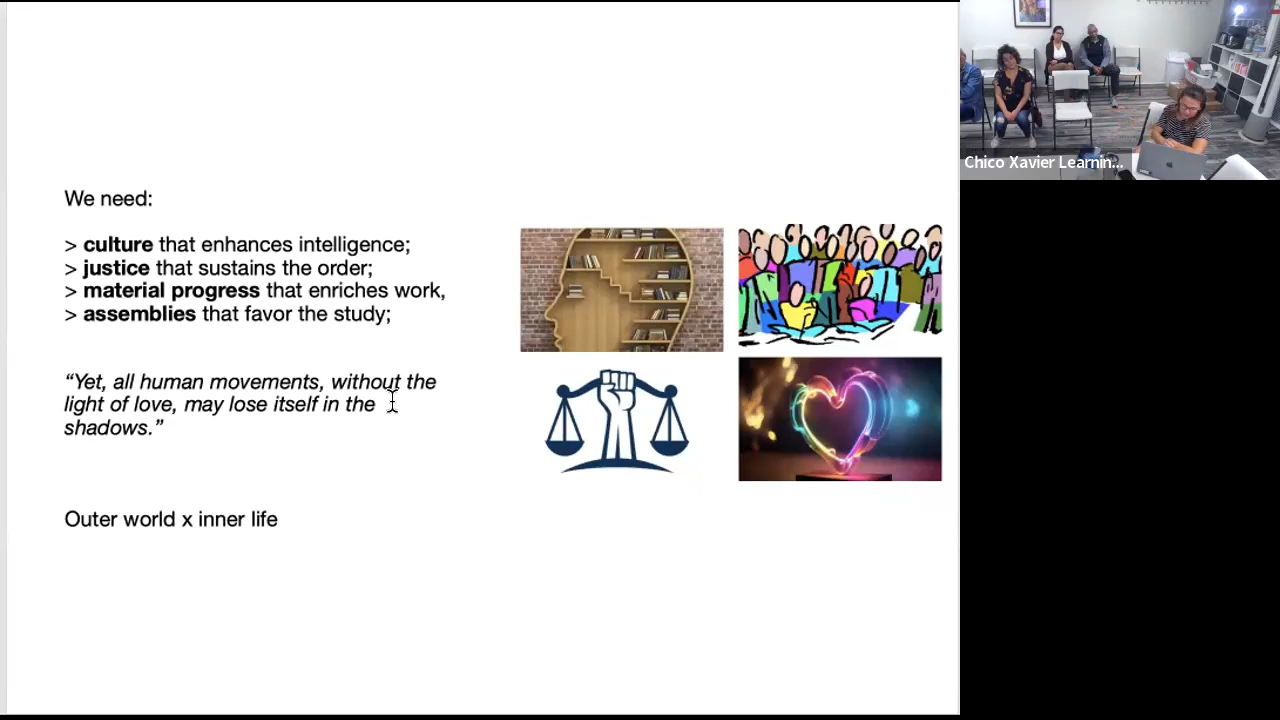 We need:
> culture that enhances intelligence;
> justice that sustains the order;
> material progress that enriches work,
> assemblies that favor the study;
“Yet, all human movements, without the
light of love, may lose itself in the
shadows.”
Outer world x inner life
Chico Xavier Learnin...